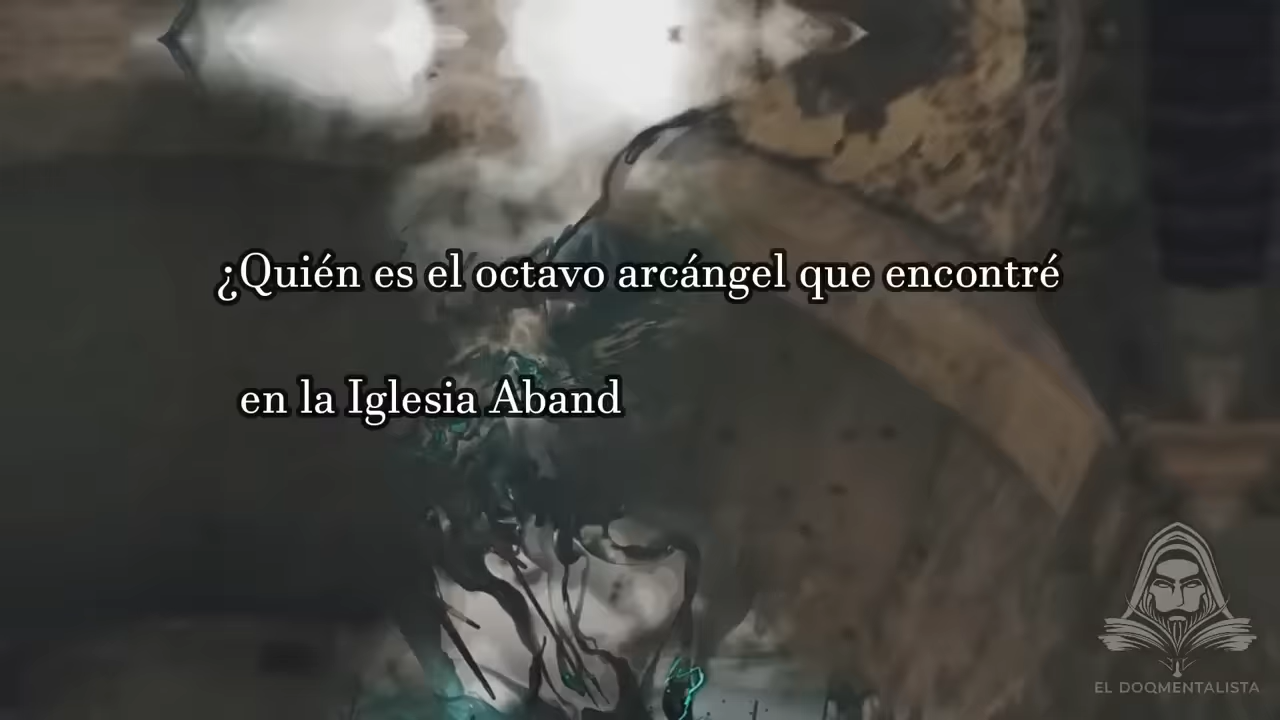 ¿Quién es el octavo arcángel que encontré
en la Iglesia Aband
EL DOQMENTALISTA